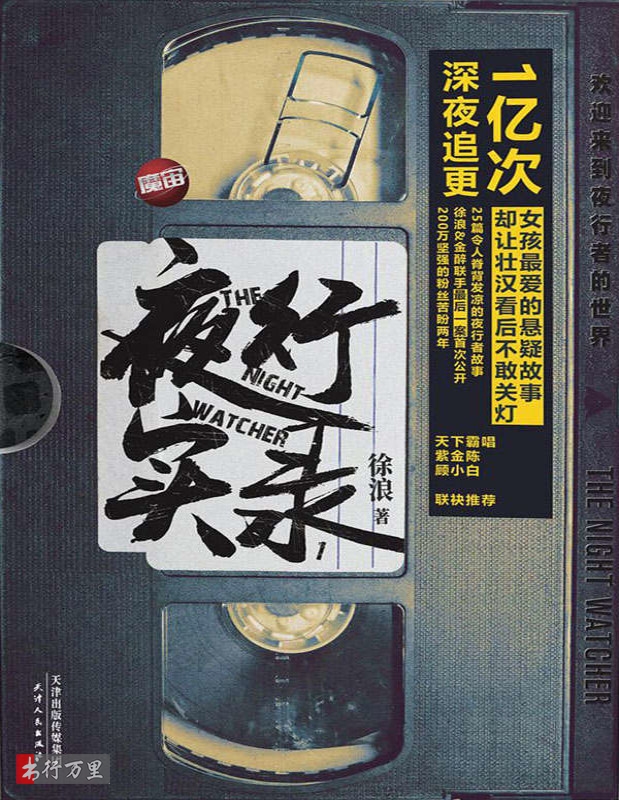 1亿次
深夜追更
女孩最爱的悬疑故事
却让壮汉看后不敢关灯
25篇令人脊背发凉的夜行者故事
徐浪&金醉联手最后一案首次公开
200万坚强的粉丝苦盼两年
天下霸唱
紫金陈
顾小白
联袂推荐
欢迎来到夜行者的世界
THE NIGHT WATCHER
魔宙
夜行
实录
THE
NIGHT
WATCHER
1
徐浪 著
天津出版传媒集
天津人民出版
书行万里